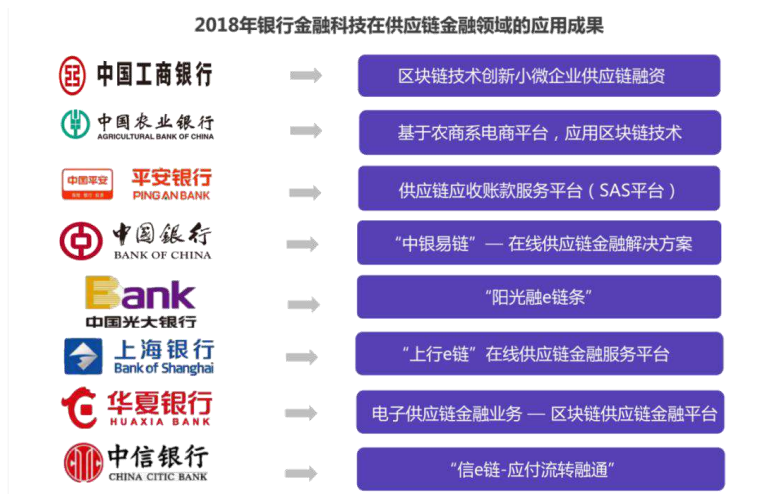 2018年银行金融科技在供应链金融领域的应用成果
中国工商银行
区块链技术创新小微企业供应链融资
中国农业银行
AGRICULTURAL BANK OF CHINA
基于农商系电商平台，应用区块链技术
中国平安
平安银行
PING AN BANK
供应链应收账款服务平台（SAS平台）
中国银行
BANK OF CHINA
“中银易链” — 在线供应链金融解决方案
Bank
中国光大银行
“阳光融e链条”
上海银行
Bank of Shanghai
“上行e链” 在线供应链金融服务平台
华夏银行
HUAXIA BANK
电子供应链金融业务 — 区块链供应链金融平台
中信银行
CHINA CITIC BANK
“信e链-应付流转融通”